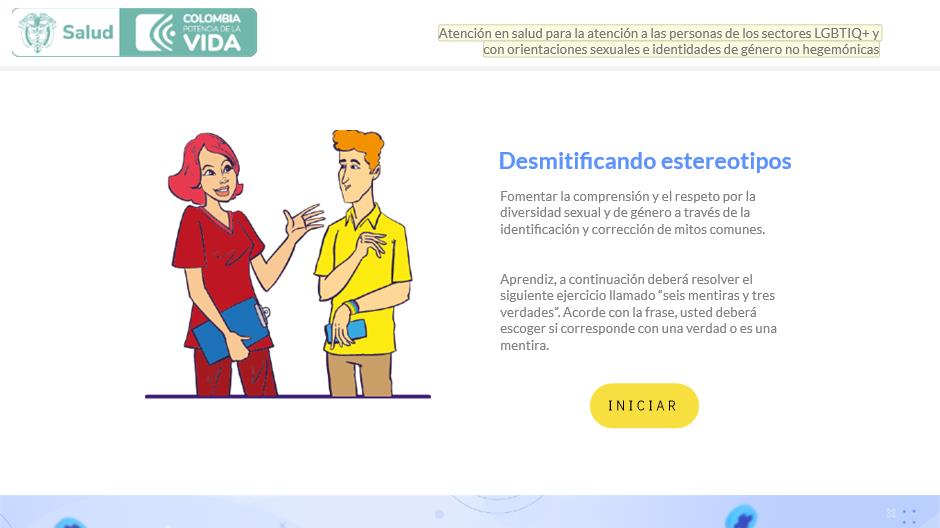 Salud
COLOMBIA
POTENCIA DE LA
VIDA
Atención en salud para la atención a las personas de los sectores LGBTIQ+ y
con orientaciones sexuales e identidades de género no hegemónicas
Desmitificando estereotipos
Fomentar la comprensión y el respeto por la
diversidad sexual y de género a través de la
identificación y corrección de mitos comunes.
Aprendiz, a continuación deberá resolver el
siguiente ejercicio llamado “seis mentiras y tres
verdades”. Acorde con la frase, usted deberá
escoger si corresponde con una verdad o es una
mentira.
INICIAR